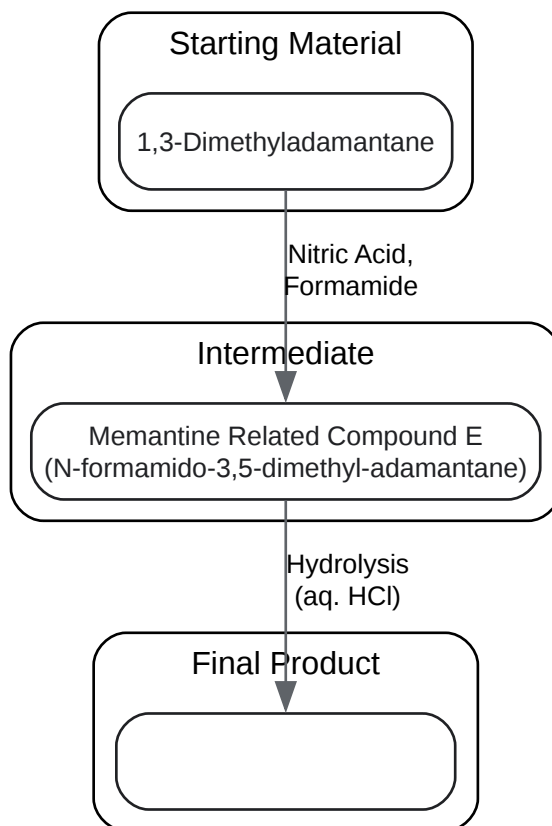 Starting Material
1,3-Dimethyladamantane
Nitric Acid,
Formamide
Intermediate
Memantine Related Compound E
(N-formamido-3,5-dimethyl-adamantane)
Hydrolysis
(aq. HCl)
Final Product